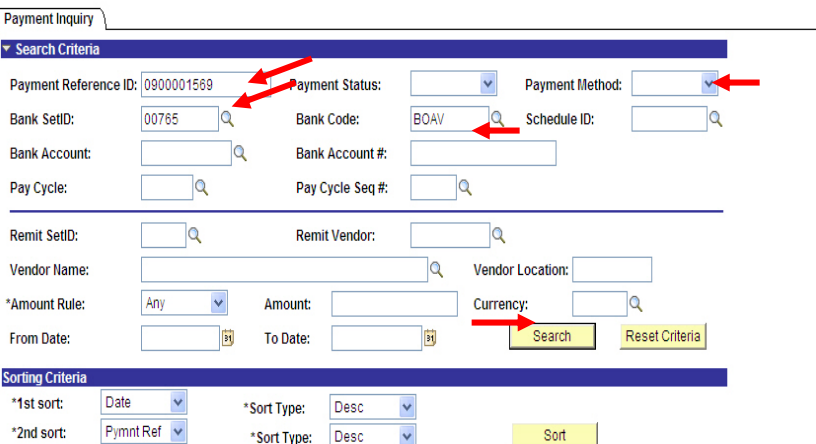 Payment Inquiry
Search Criteria
Payment Reference ID: 0900001569 Payment Status: Payment Method:
Bank SetID: 00765 Bank Code: BOAV Schedule ID:
Bank Account: Bank Account #:
Pay Cycle: Pay Cycle Seq #:
Remit SetID: Remit Vendor:
Vendor Name: Vendor Location:
*Amount Rule: Any Amount: Currency:
From Date: 31 To Date: 31 Search Reset Criteria
Sorting Criteria
*1st sort: Date *Sort Type: Desc
*2nd sort: Pymnt Ref *Sort Type: Desc Sort